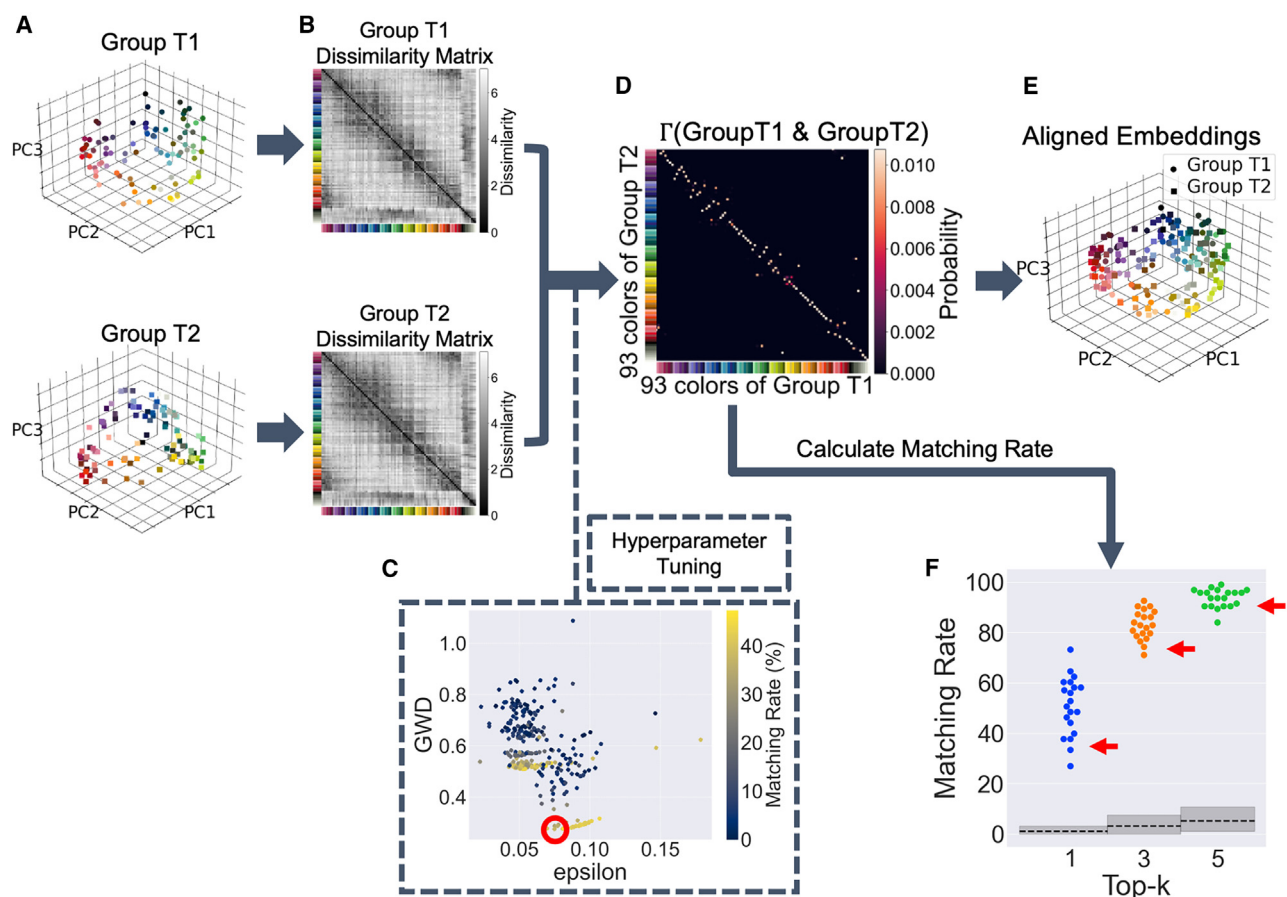 A
Group T1
PC3
PC2
PC1
Group T2
PC3
PC2
PC1
B
Group T1
Dissimilarity Matrix
6
4
2
0
Dissimilarity
Group T2
Dissimilarity Matrix
6
4
2
0
Dissimilarity
D
Γ(GroupT1 & GroupT2)
93 colors of Group T2
93 colors of Group T1
0.010
0.008
0.006
0.004
0.002
0.000
Probability
E
Aligned Embeddings
Group T1
Group T2
PC3
PC2
PC1
Calculate Matching Rate
Hyperparameter
Tuning
C
GWD
1.0
0.8
0.6
0.4
0.05 0.10 0.15
epsilon
40
30
20
10
0
Matching Rate (%)
F
Matching Rate
100
80
60
40
20
0
1 3 5
Top-k